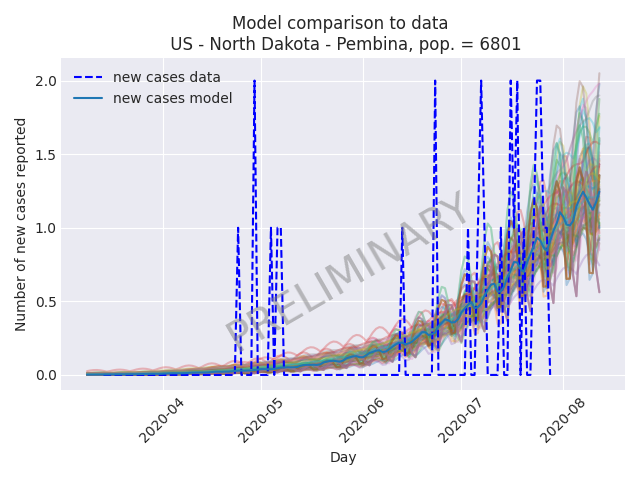 Model comparison to data
US - North Dakota - Pembina, pop. = 6801
new cases data
new cases model
Number of new cases reported
2.0
1.5
1.0
0.5
0.0
PRELIMINARY
2020-04
2020-05
2020-06
2020-07
2020-08
Day